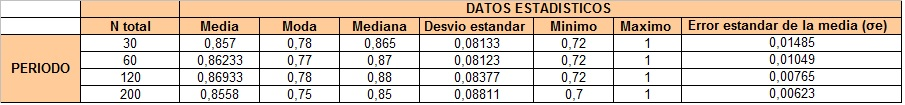 DATOS ESTADISTICOS
N total Media Moda Mediana Desvio estandar Minimo Maximo Error estandar de la media (σe)
PERIODO
30 0,857 0,78 0,865 0,08133 0,72 1 0,01485
60 0,86233 0,77 0,87 0,08123 0,72 1 0,01049
120 0,86933 0,78 0,88 0,08377 0,72 1 0,00765
200 0,8558 0,75 0,85 0,08811 0,7 1 0,00623